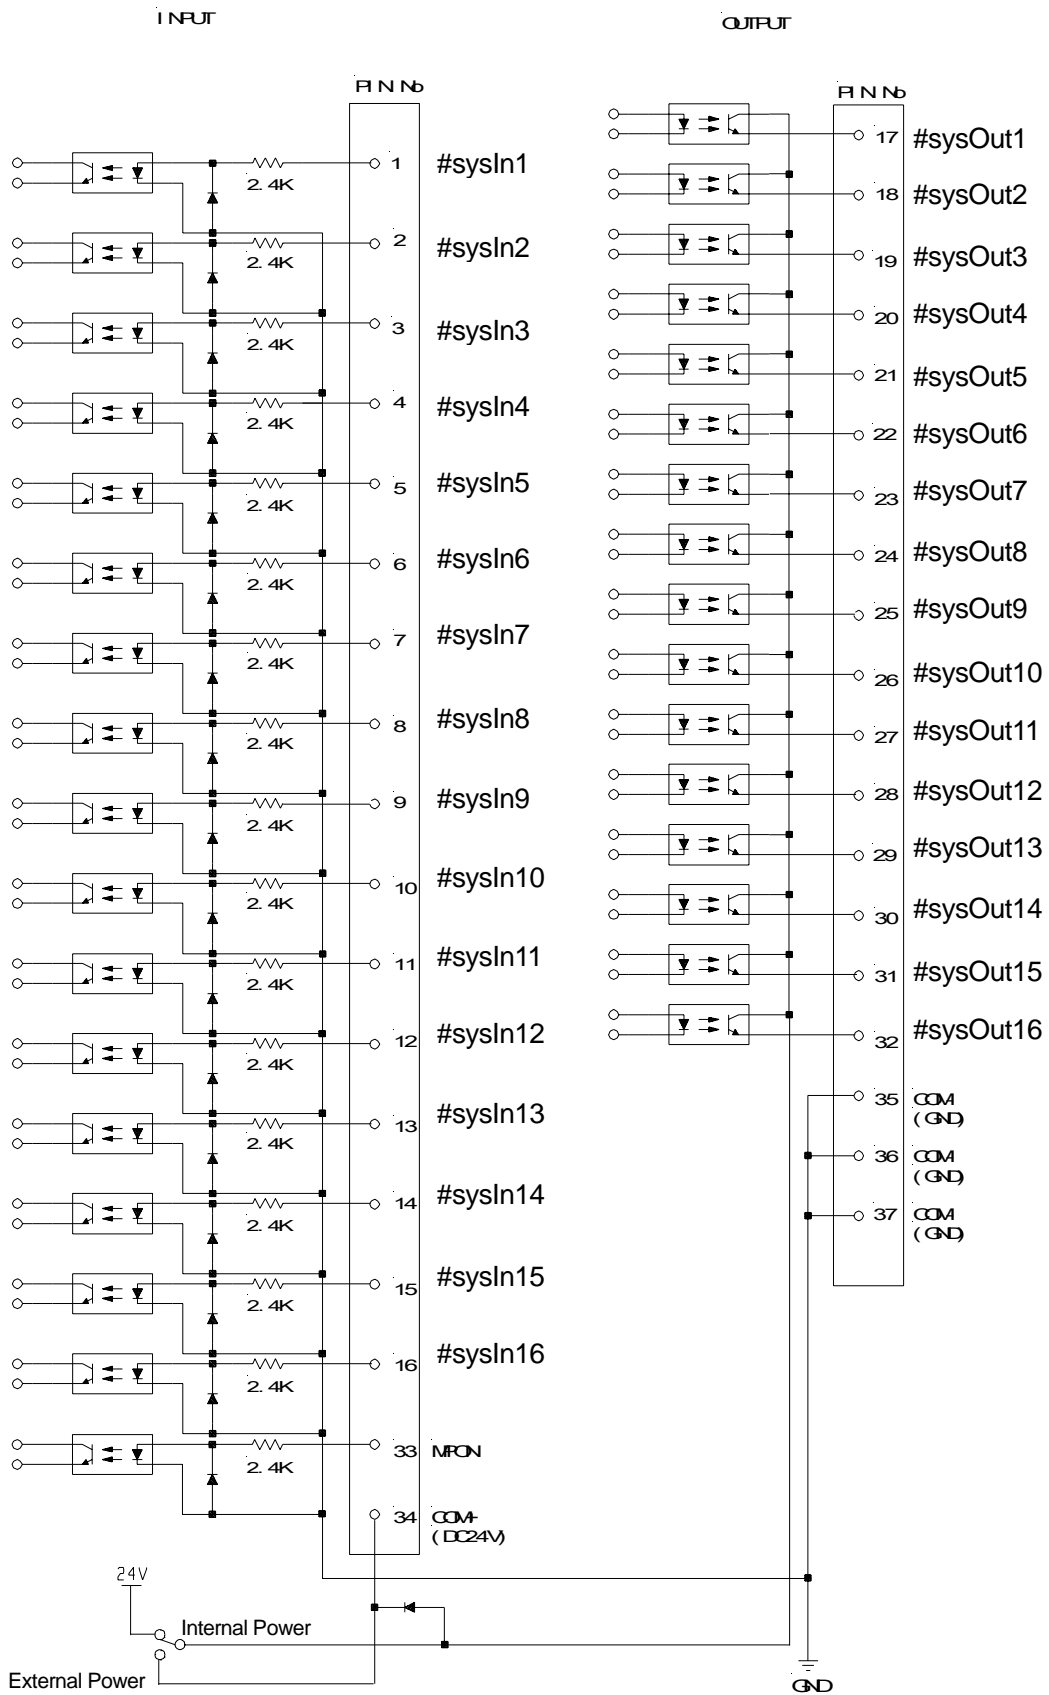 INPUT
OUTPUT
PIN No
1 #sysIn1
2.4K
2 #sysIn2
2.4K
3 #sysIn3
2.4K
4 #sysIn4
2.4K
5 #sysIn5
2.4K
6 #sysIn6
2.4K
7 #sysIn7
2.4K
8 #sysIn8
2.4K
9 #sysIn9
2.4K
10 #sysIn10
2.4K
11 #sysIn11
2.4K
12 #sysIn12
2.4K
13 #sysIn13
2.4K
14 #sysIn14
2.4K
15 #sysIn15
2.4K
16 #sysIn16
2.4K
33 MPON
2.4K
34 COM+
(DC24V)
PIN No
17 #sysOut1
18 #sysOut2
19 #sysOut3
20 #sysOut4
21 #sysOut5
22 #sysOut6
23 #sysOut7
24 #sysOut8
25 #sysOut9
26 #sysOut10
27 #sysOut11
28 #sysOut12
29 #sysOut13
30 #sysOut14
31 #sysOut15
32 #sysOut16
35 COM-
(GND)
36 COM-
(GND)
37 COM-
(GND)
24V
Internal Power
External Power
GND